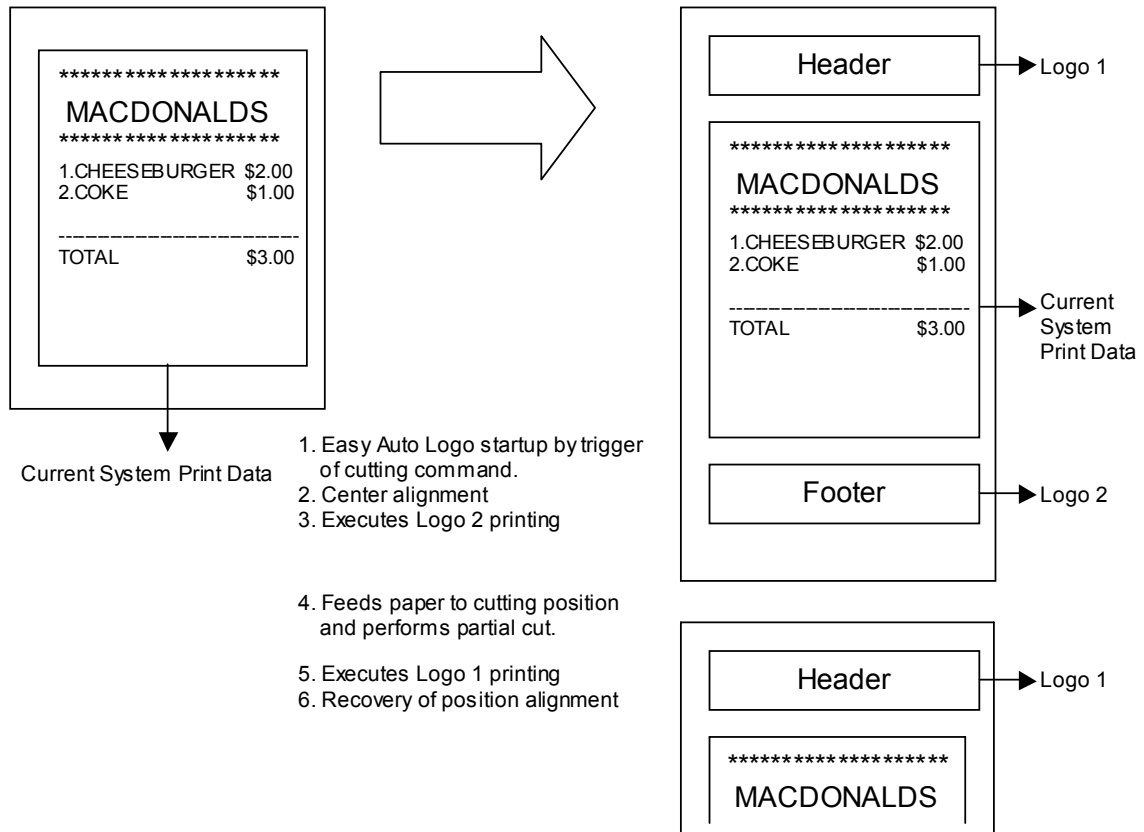 ********************
MACDONALDS
********************
1.CHEESEBURGER $2.00
2.COKE $1.00
--------------------------------
TOTAL $3.00
Current System Print Data
1. Easy Auto Logo startup by trigger
of cutting command.
2. Center alignment
3. Executes Logo 2 printing
4. Feeds paper to cutting position
and performs partial cut.
5. Executes Logo 1 printing
6. Recovery of position alignment
Header
Logo 1
********************
MACDONALDS
********************
1.CHEESEBURGER $2.00
2.COKE $1.00
--------------------------------
TOTAL $3.00
Current
System
Print Data
Footer
Logo 2
Header
Logo 1
********************
MACDONALDS